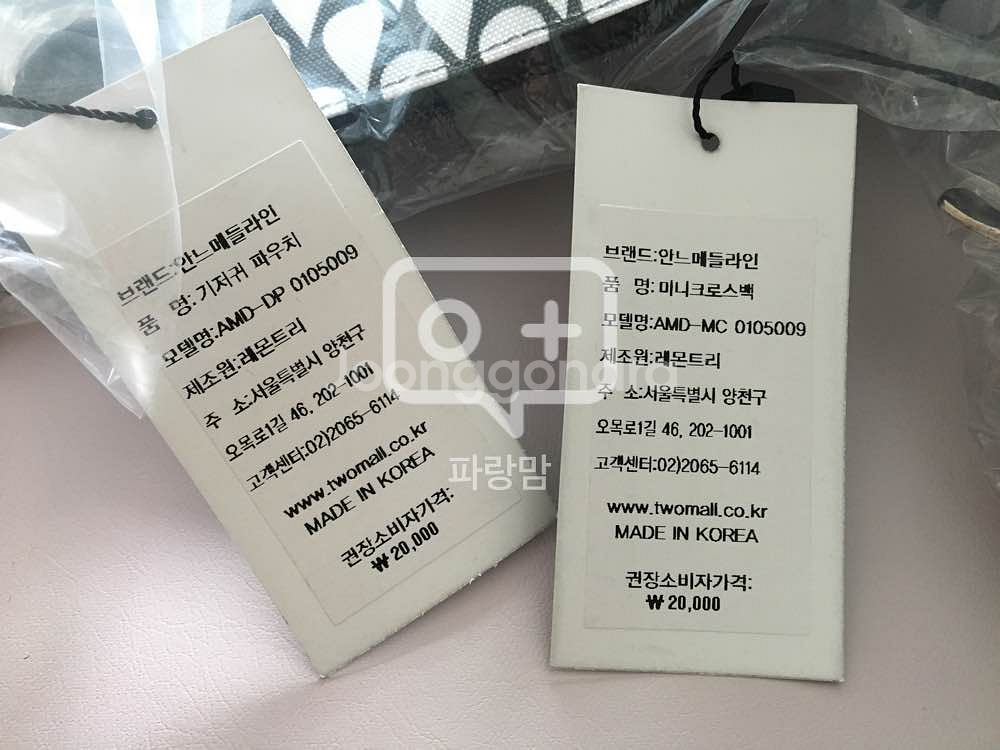 브랜드:안느메들라인
품 명:기저귀 파우치
모델명:AMD-DP 0105009
제조원:레몬트리
주 소:서울특별시 양천구
오목로1길 46, 202-1001
고객센터:02)2065-6114
www.twomall.co.kr
MADE IN KOREA
권장소비자가격:
₩ 20,000
브랜드:안느메들라인
품 명:미니크로스백
모델명:AMD-MC 0105009
제조원:레몬트리
주 소:서울특별시 양천구
오목로1길 46, 202-1001
고객센터:02)2065-6114
www.twomall.co.kr
MADE IN KOREA
권장소비자가격:
₩ 20,000
파랑맘